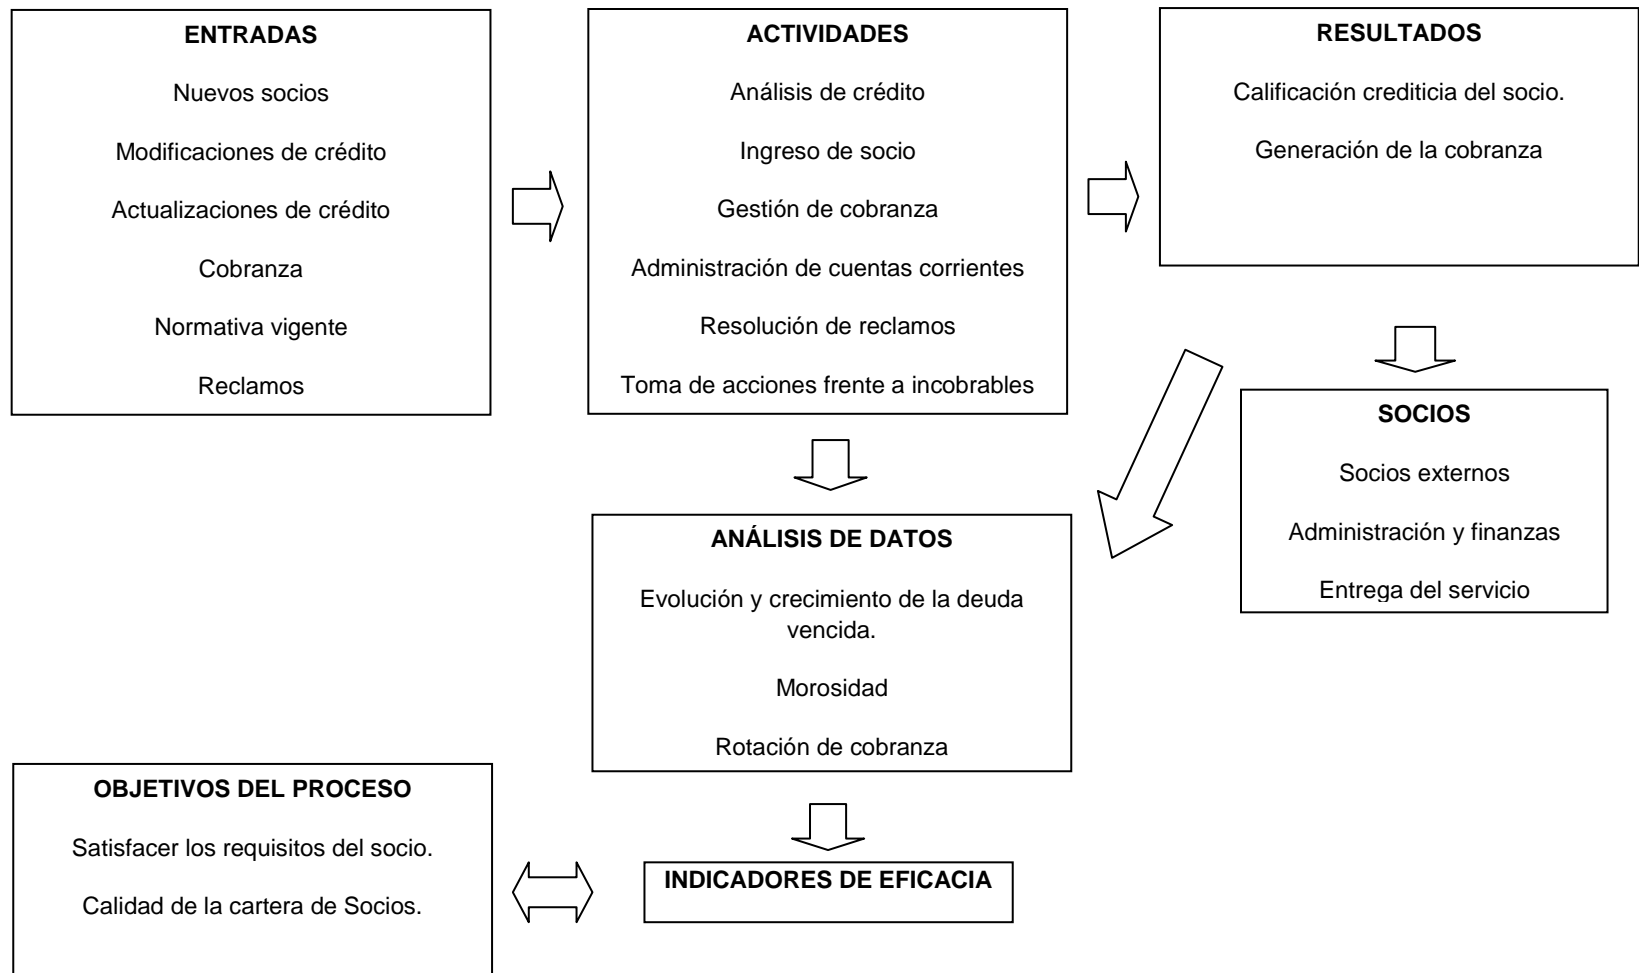 ENTRADAS
Nuevos socios
Modificaciones de crédito
Actualizaciones de crédito
Cobranza
Normativa vigente
Reclamos
ACTIVIDADES
Análisis de crédito
Ingreso de socio
Gestión de cobranza
Administración de cuentas corrientes
Resolución de reclamos
Toma de acciones frente a incobrables
RESULTADOS
Calificación crediticia del socio.
Generación de la cobranza
SOCIOS
Socios externos
Administración y finanzas
Entrega del servicio
ANÁLISIS DE DATOS
Evolución y crecimiento de la deuda
vencida.
Morosidad
Rotación de cobranza
OBJETIVOS DEL PROCESO
Satisfacer los requisitos del socio.
Calidad de la cartera de Socios.
INDICADORES DE EFICACIA